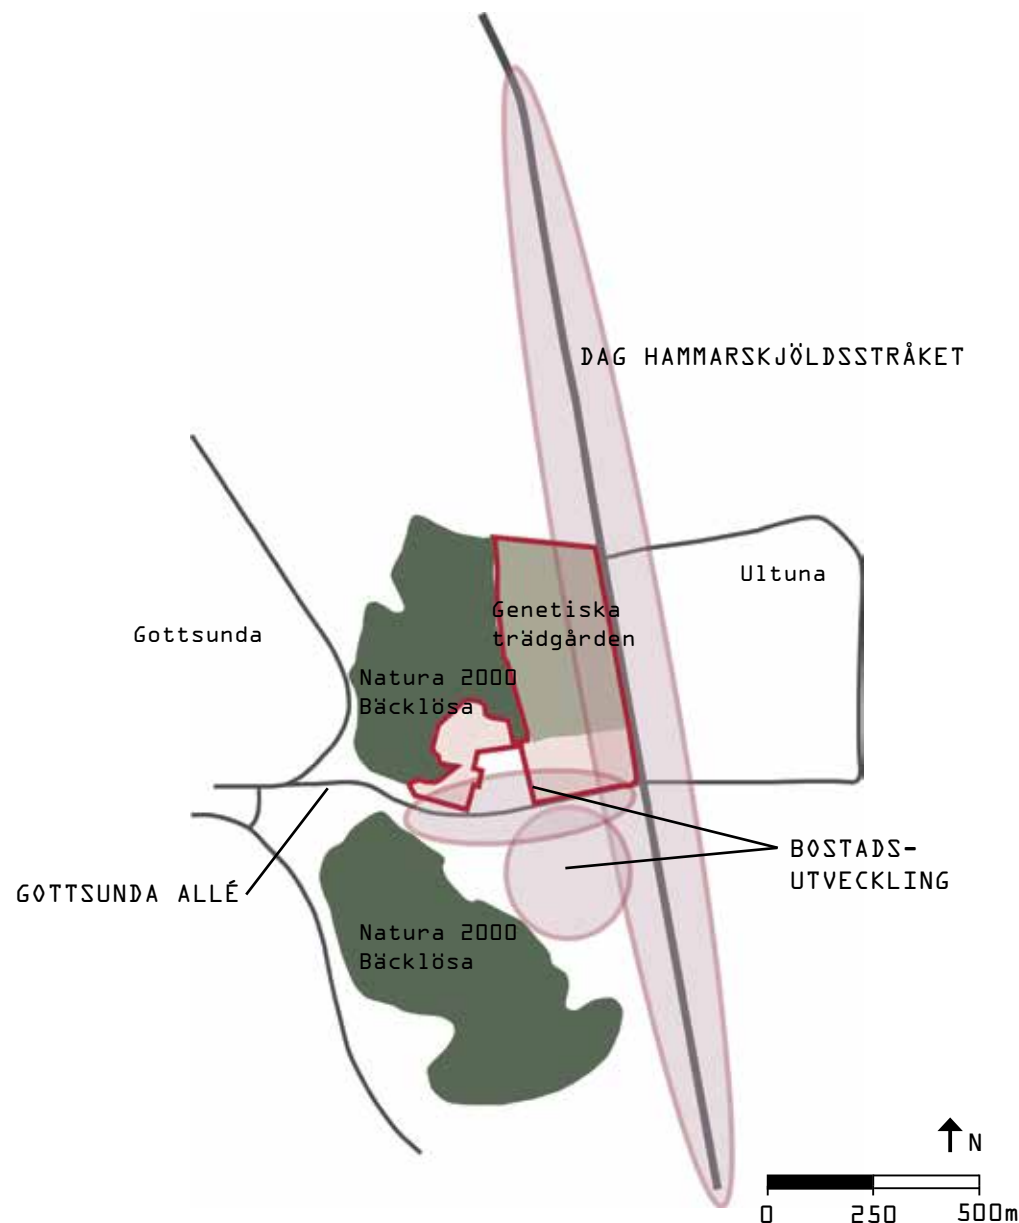 DAG HAMMARSKJÖLDSSTRÅKET
Ultuna
Genetiska
trädgården
Gottsunda
Natura 2000
Bäcklösa
BOSTADS-
UTVECKLING
GOTTSUNDA ALLÉ
Natura 2000
Bäcklösa
N
0 250 500m